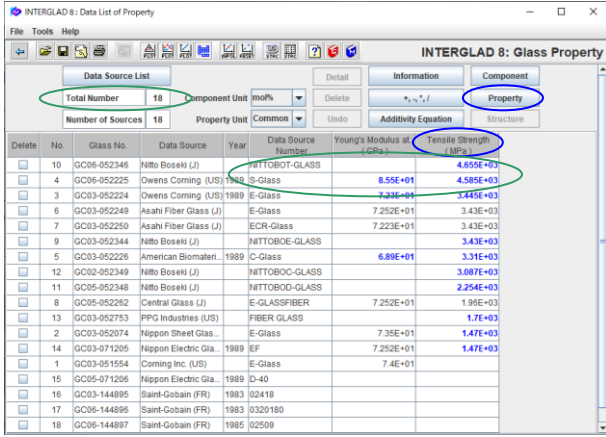 INTERGLAD 8 : Data List of Property
File Tools Help
INTERGLAD 8: Glass Property
Data Source List Detail Information Component
Total Number 18 Component Unit mol% Delete +, -, *, / Property
Number of Sources 18 Property Unit Common Undo Additivity Equation Structure
Delete No. Glass No. Data Source Year Data Source Number Young's Modulus at. (GPa) Tensile Strength (MPa)
10 GC06-052346 Nitto Boseki (J) NITTOBOT-GLASS 4.655E+03
4 GC06-052225 Owens Corning (US) 1989 S-Glass 8.55E+01 4.585E+03
3 GC03-052224 Owens Corning (US) 1989 E-Glass 7.23E+01 3.445E+03
6 GC03-052249 Asahi Fiber Glass (J) E-Glass 7.252E+01 3.43E+03
7 GC03-052250 Asahi Fiber Glass (J) ECR-Glass 7.223E+01 3.43E+03
9 GC03-052344 Nitto Boseki (J) NITTOBOE-GLASS 3.43E+03
5 GC03-052226 American Biomateri... 1989 C-Glass 6.89E+01 3.31E+03
12 GC02-052349 Nitto Boseki (J) NITTOBOC-GLASS 3.087E+03
11 GC05-052348 Nitto Boseki (J) NITTOBOD-GLASS 2.254E+03
8 GC05-052262 Central Glass (J) E-GLASSFIBER 7.252E+01 1.96E+03
13 GC03-052753 PPG Industries (US) FIBER GLASS 1.7E+03
2 GC03-052074 Nippon Sheet Glas... E-Glass 7.35E+01 1.47E+03
14 GC03-071205 Nippon Electric Gla... 1989 EF 7.252E+01 1.47E+03
1 GC03-051554 Corning Inc. (US) E-Glass 7.4E+01
15 GC05-071206 Nippon Electric Gla... 1989 D-40
16 GC03-144895 Saint-Gobain (FR) 1983 02418
17 GC06-144896 Saint-Gobain (FR) 1983 0320180
18 GC06-144897 Saint-Gobain (FR) 1985 02509